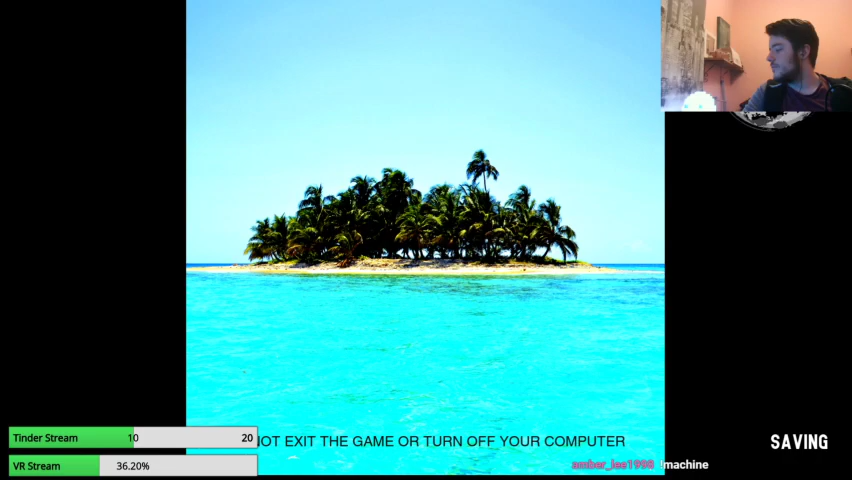 Tinder Stream 10 20
NOT EXIT THE GAME OR TURN OFF YOUR COMPUTER
SAVING
VR Stream 36.20%
amber_lee1998 !machine